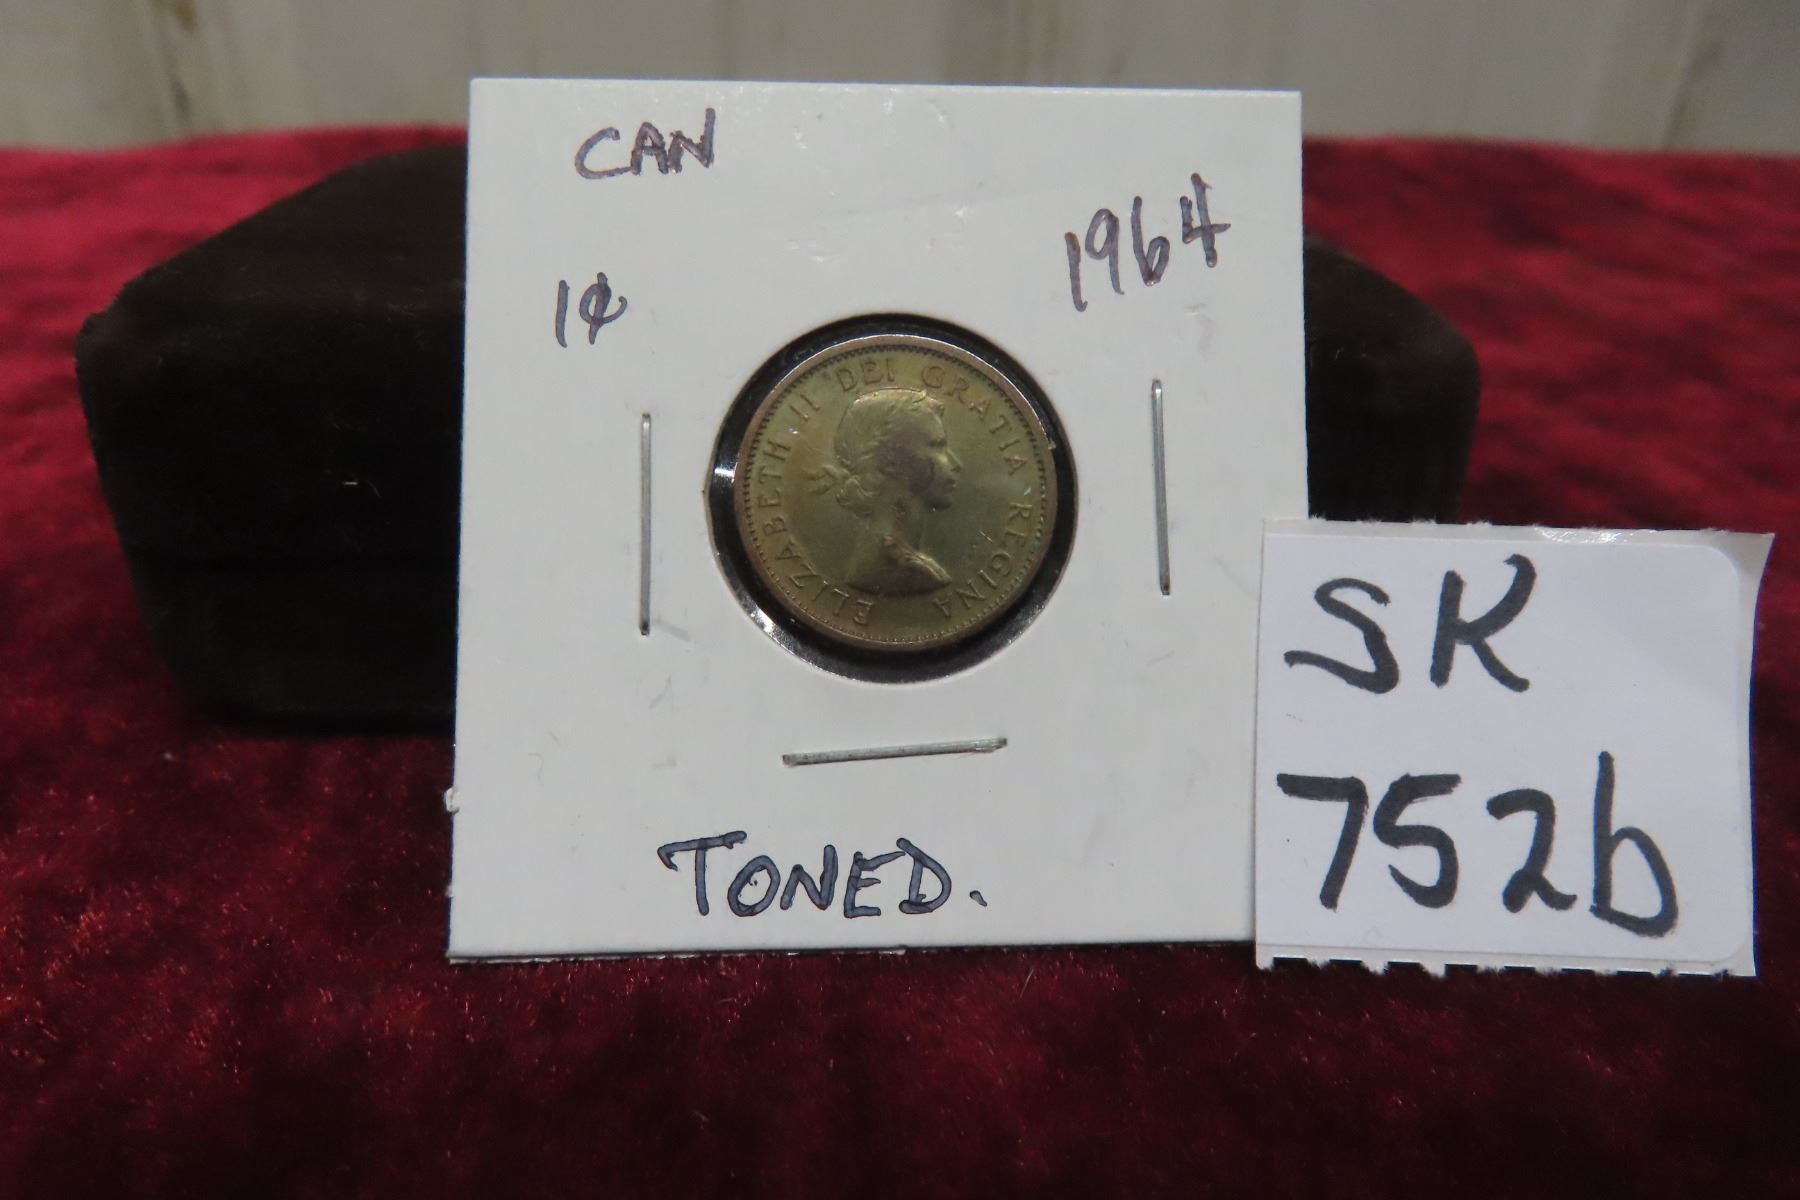 CAN
1964
1¢
ELIZABETH II DEI GRATIA REGINA
TONED.
SK
752b